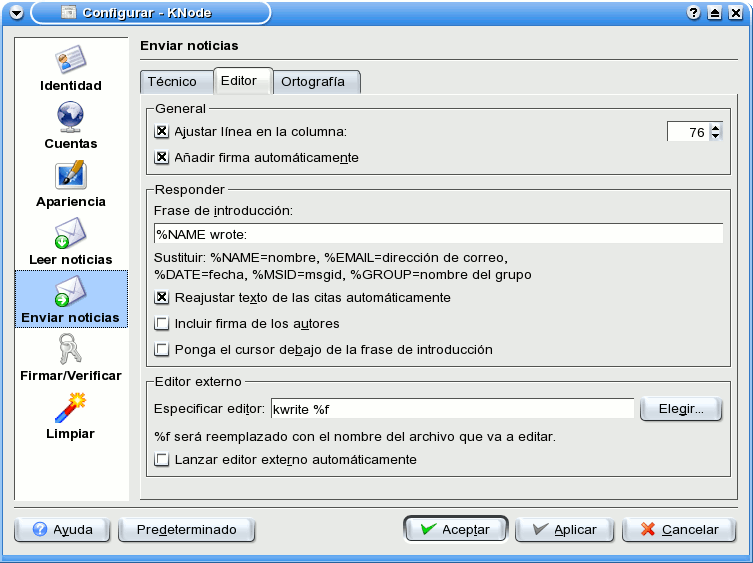 Configurar - KNode
Identidad
Cuentas
Apariencia
Leer noticias
Enviar noticias
Firmar/Verificar
Limpiar
Enviar noticias
Técnico
Editor
Ortografía
General
Ajustar línea en la columna:
76
Añadir firma automáticamente
Responder
Frase de introducción:
%NAME wrote:
Sustituir: %NAME=nombre, %EMAIL=dirección de correo,
%DATE=fecha, %MSID=msgid, %GROUP=nombre del grupo
Reajustar texto de las citas automáticamente
Incluir firma de los autores
Ponga el cursor debajo de la frase de introducción
Editor externo
Especificar editor:
kwrite %f
Elegir...
%f será reemplazado con el nombre del archivo que va a editar.
Lanzar editor externo automáticamente
Ayuda
Predeterminado
Aceptar
Aplicar
Cancelar